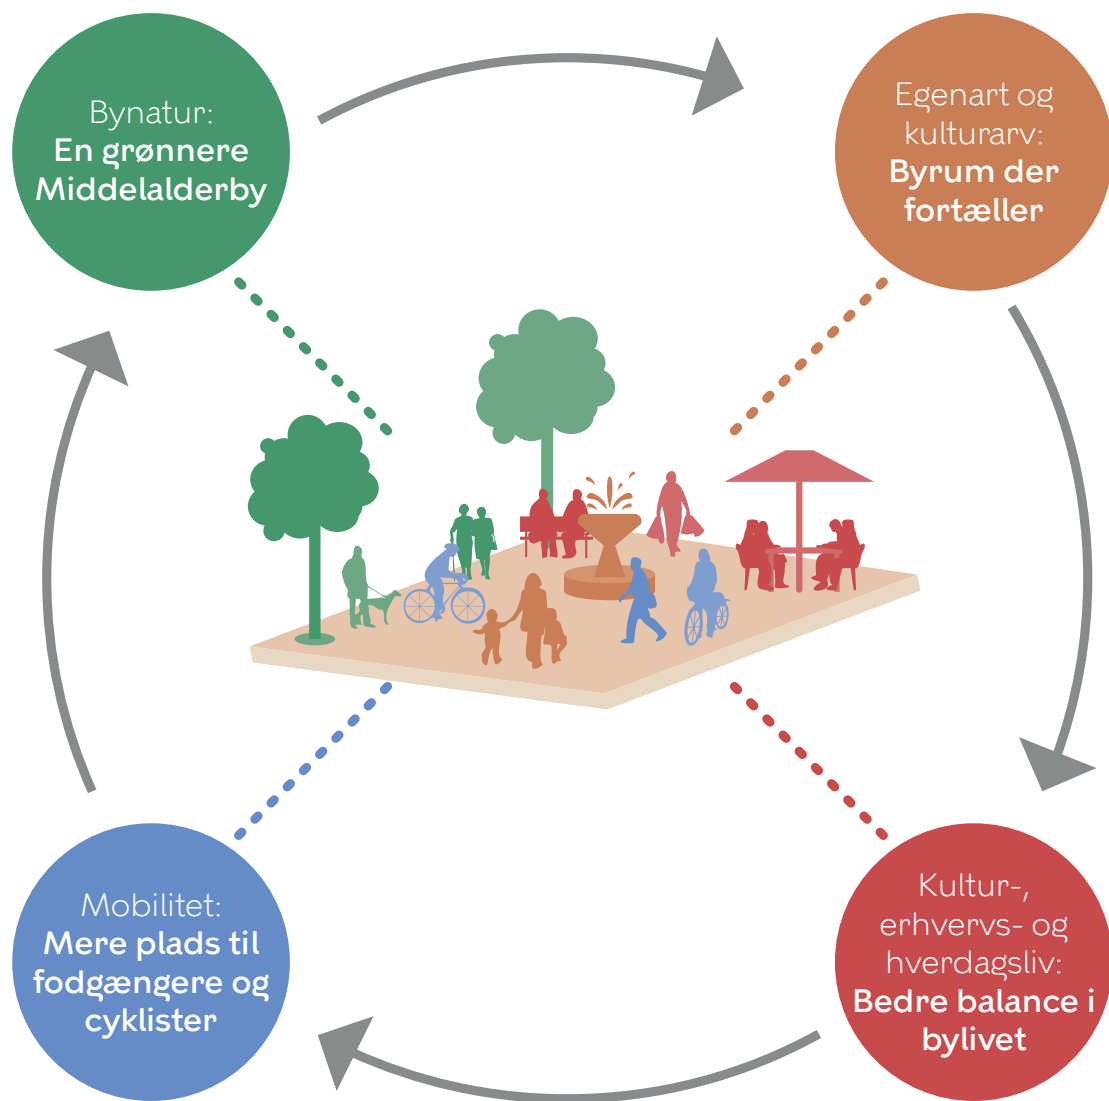 Bynatur:
En grønnere
Middelalderby
Egenart og
kulturarv:
Byrum der
fortæller
Mobilitet:
Mere plads til
fodgængere og
cyklister
Kultur-,
erhvervs- og
hverdagsliv:
Bedre balance i
bylivet